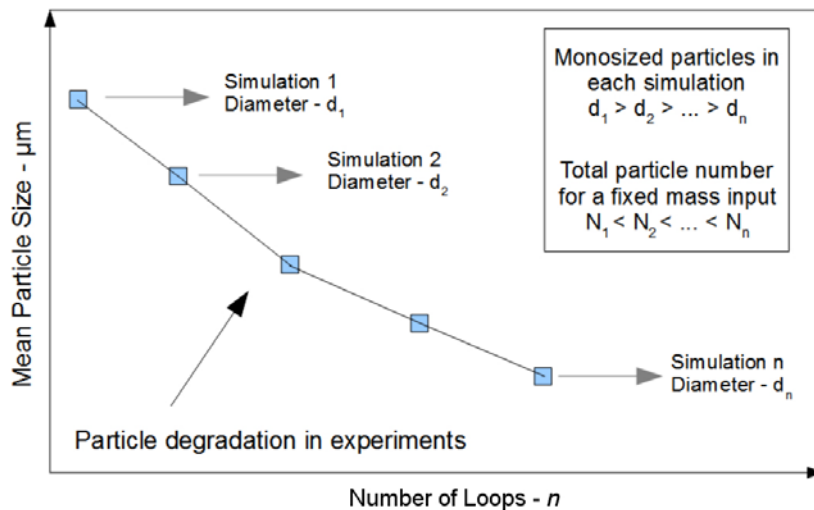 Simulation 1
Diameter - d₁
Simulation 2
Diameter - d₂
Monosized particles in
each simulation
d₁ > d₂ > ... > dₙ
Total particle number
for a fixed mass input
N₁ < N₂ < ... < Nₙ
Mean Particle Size - µm
Simulation n
Diameter - dₙ
Particle degradation in experiments
Number of Loops - n